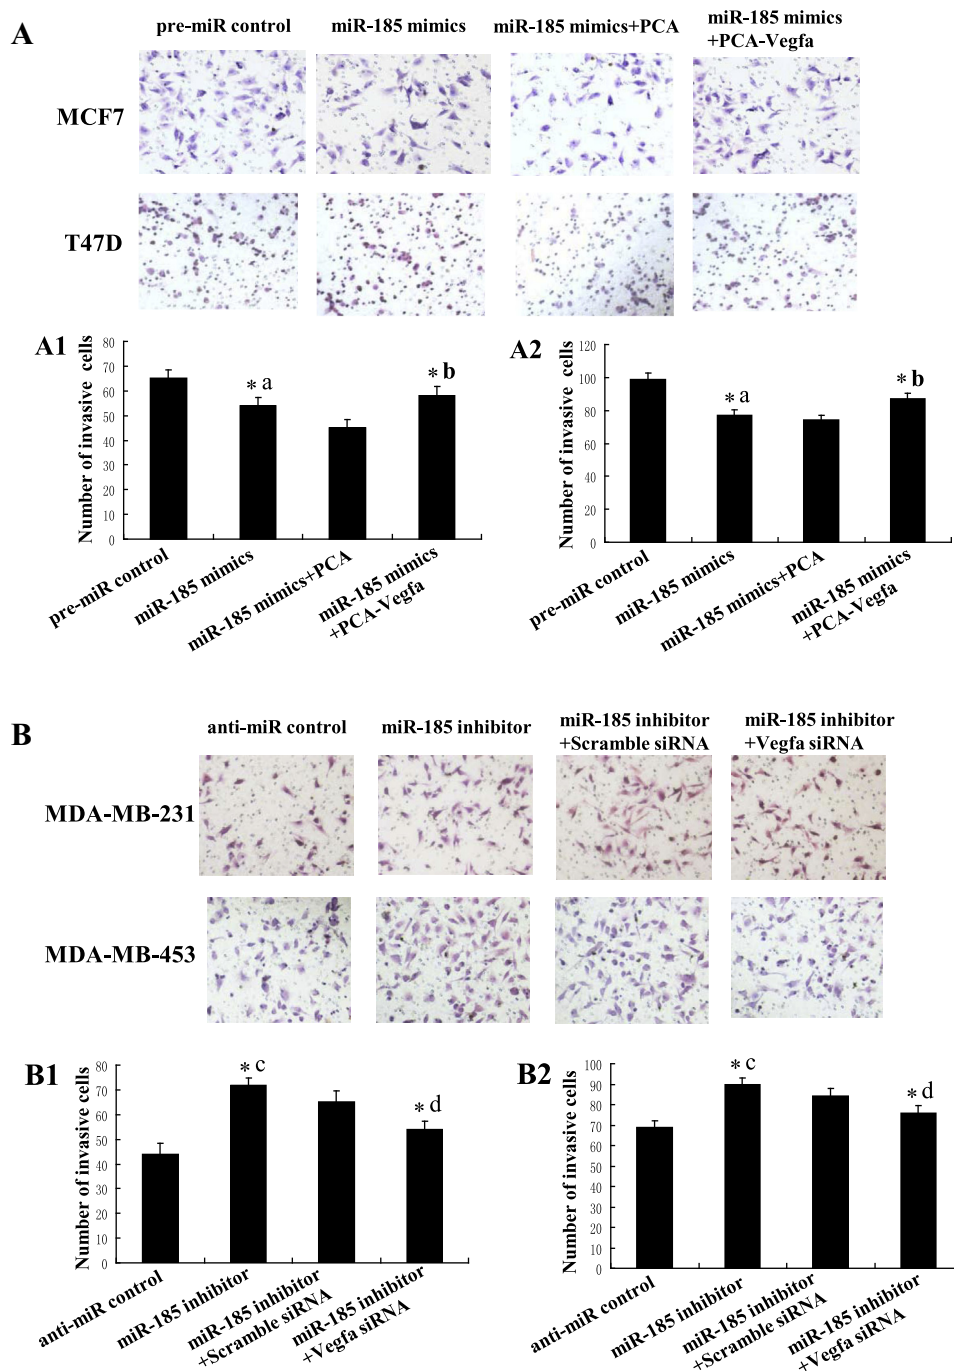 A
pre-miR control
miR-185 mimics
miR-185 mimics+PCA
miR-185 mimics
+PCA-Vegfa
MCF7
T47D
A1
Number of invasive cells
80
70
60
50
40
30
20
10
0
* a
* b
pre-miR control
miR-185 mimics
miR-185 mimics+PCA
miR-185 mimics
+PCA-Vegfa
A2
Number of invasive cells
120
100
80
60
40
20
0
* a
* b
pre-miR control
miR-185 mimics
miR-185 mimics+PCA
miR-185 mimics
+PCA-Vegfa
B
anti-miR control
miR-185 inhibitor
miR-185 inhibitor
+Scramble siRNA
miR-185 inhibitor
+Vegfa siRNA
MDA-MB-231
MDA-MB-453
B1
Number of invasive cells
80
70
60
50
40
30
20
10
0
* c
* d
anti-miR control
miR-185 inhibitor
miR-185 inhibitor
+Scramble siRNA
miR-185 inhibitor
+Vegfa siRNA
B2
Number of invasive cells
100
90
80
70
60
50
40
30
20
10
0
* c
* d
anti-miR control
miR-185 inhibitor
miR-185 inhibitor
+Scramble siRNA
miR-185 inhibitor
+Vegfa siRNA